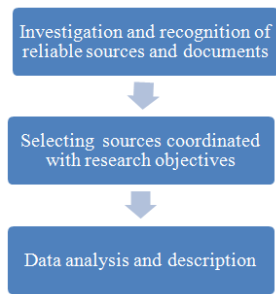 Investigation and recognition of
reliable sources and documents
Selecting sources coordinated
with research objectives
Data analysis and description